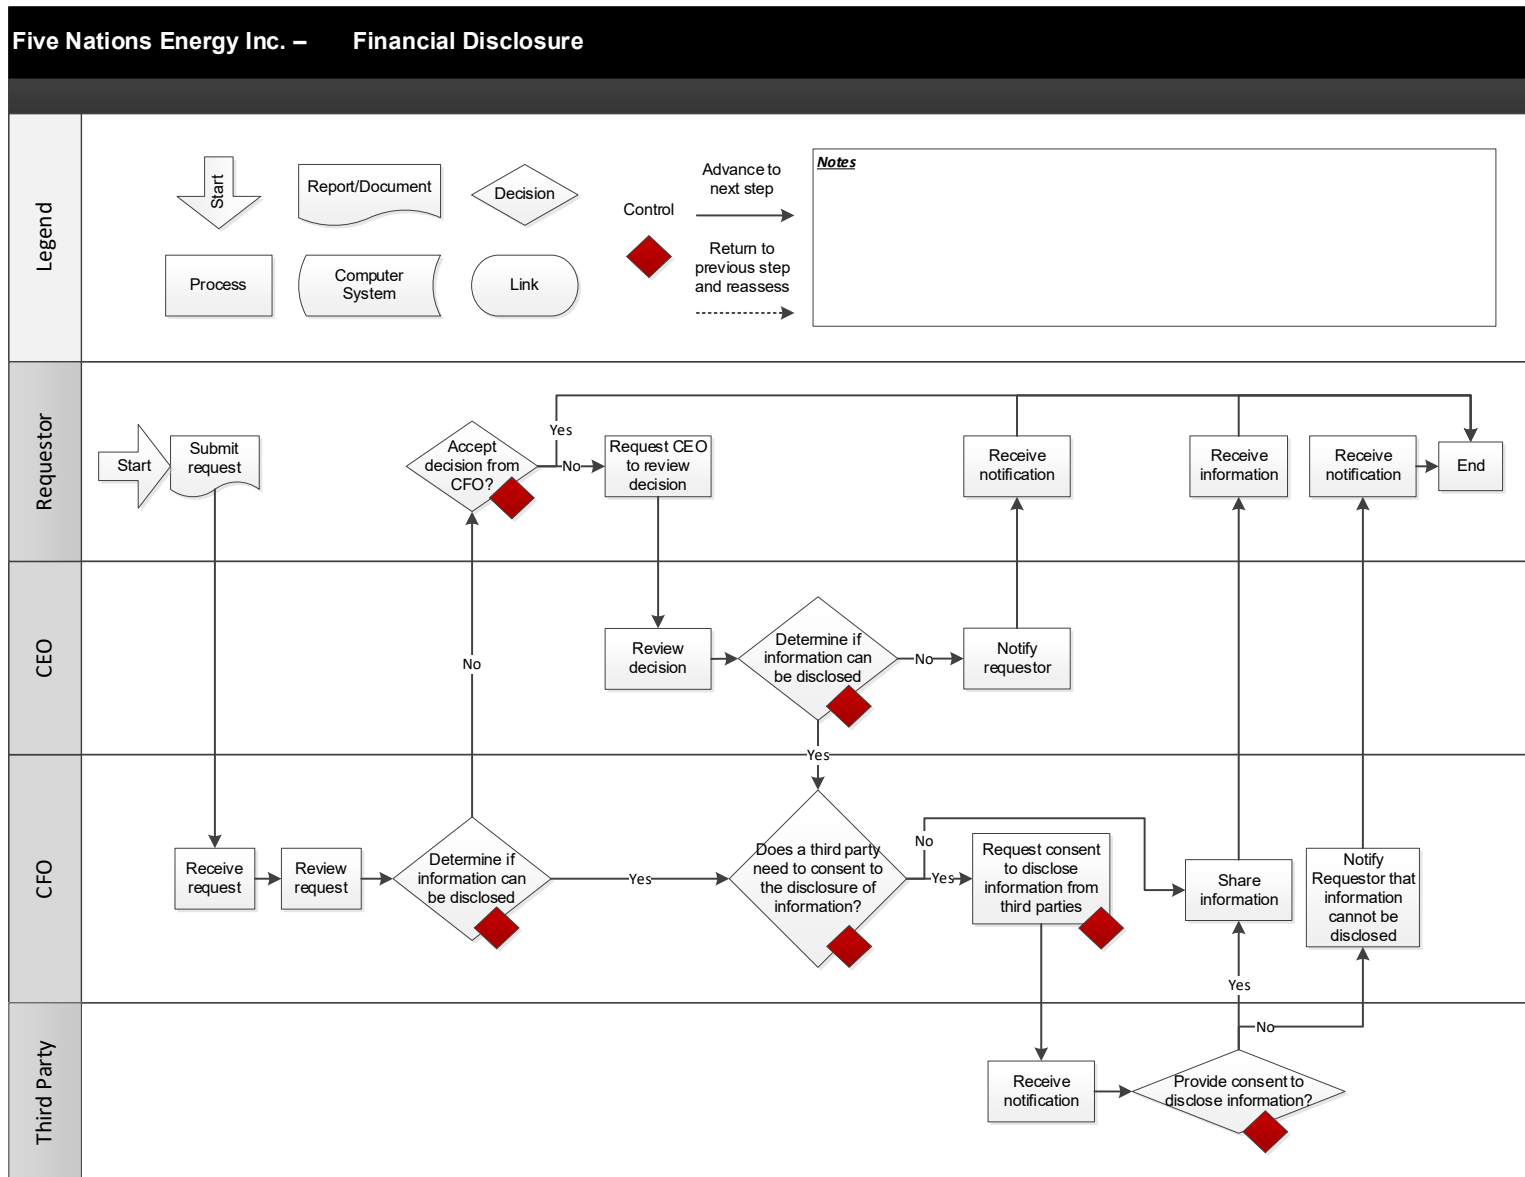 Five Nations Energy Inc. – Financial Disclosure
Legend
Start
Report/Document
Decision
Process
Computer
System
Link
Control
Advance to
next step
Return to
previous step
and reassess
Notes
Requestor
Start
Submit
request
Accept
decision from
CFO?
Yes
No
Request CEO
to review
decision
Receive
notification
Receive
information
Receive
notification
End
CEO
No
Review
decision
Determine if
information can
be disclosed
No
Notify
requestor
Yes
CFO
Receive
request
Review
request
Determine if
information can
be disclosed
Yes
Does a third party
need to consent to
the disclosure of
information?
No
Yes
Request consent
to disclose
information from
third parties
Share
information
Notify
Requestor that
information
cannot be
disclosed
Yes
Third Party
No
Receive
notification
Provide consent to
disclose information?